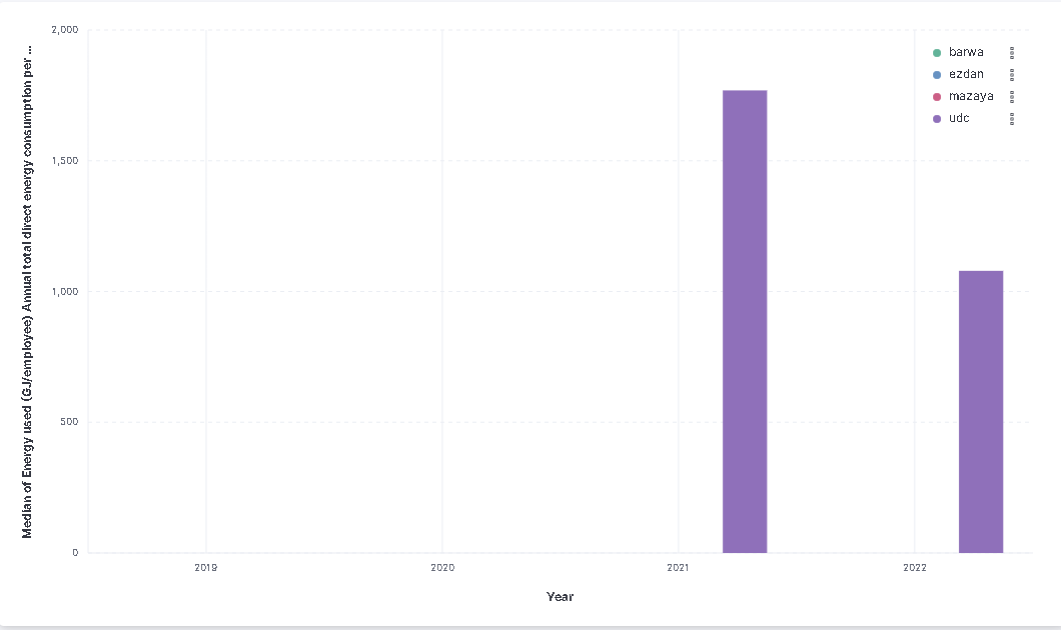 2,000
1,500
1,000
500
0
Median of Energy used (GJ/employee) Annual total direct energy consumption per ...
barwa
ezdan
mazaya
udc
2019
2020
2021
2022
Year